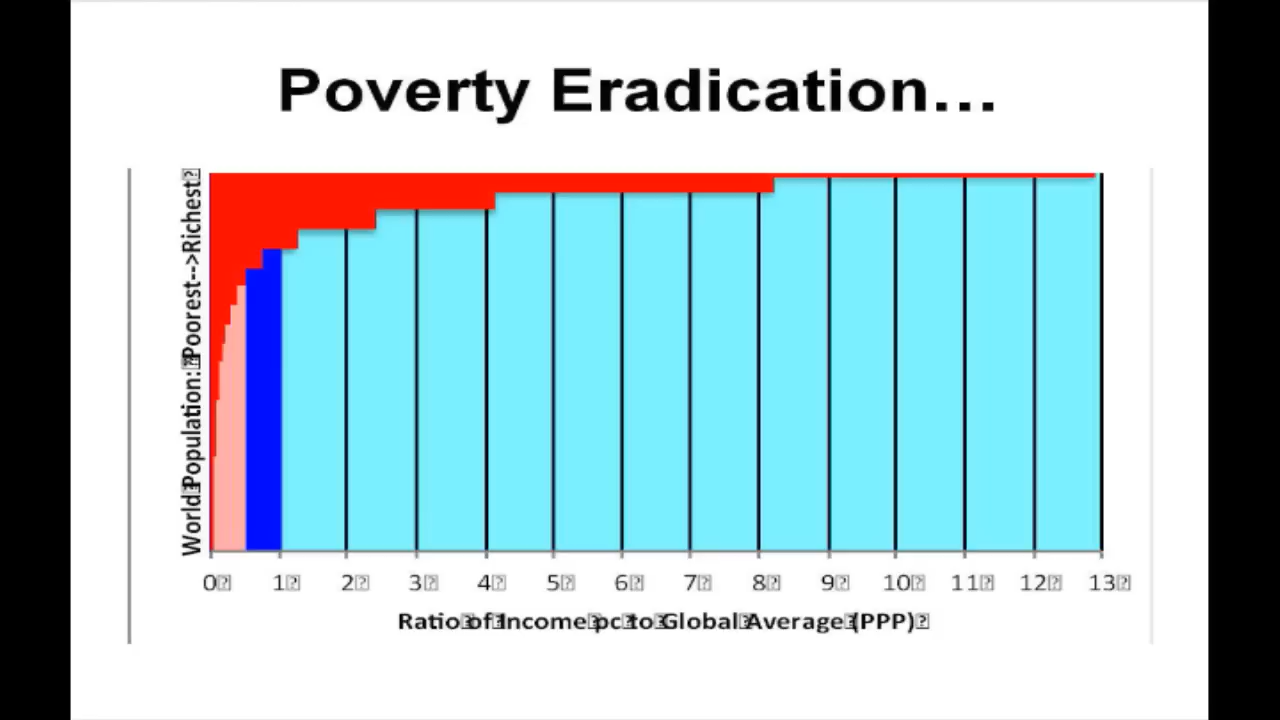 Poverty Eradication...
World Population: Poorest-->Richest
0 1 2 3 4 5 6 7 8 9 10 11 12 13
Ratio of Income pc to Global Average (PPP)